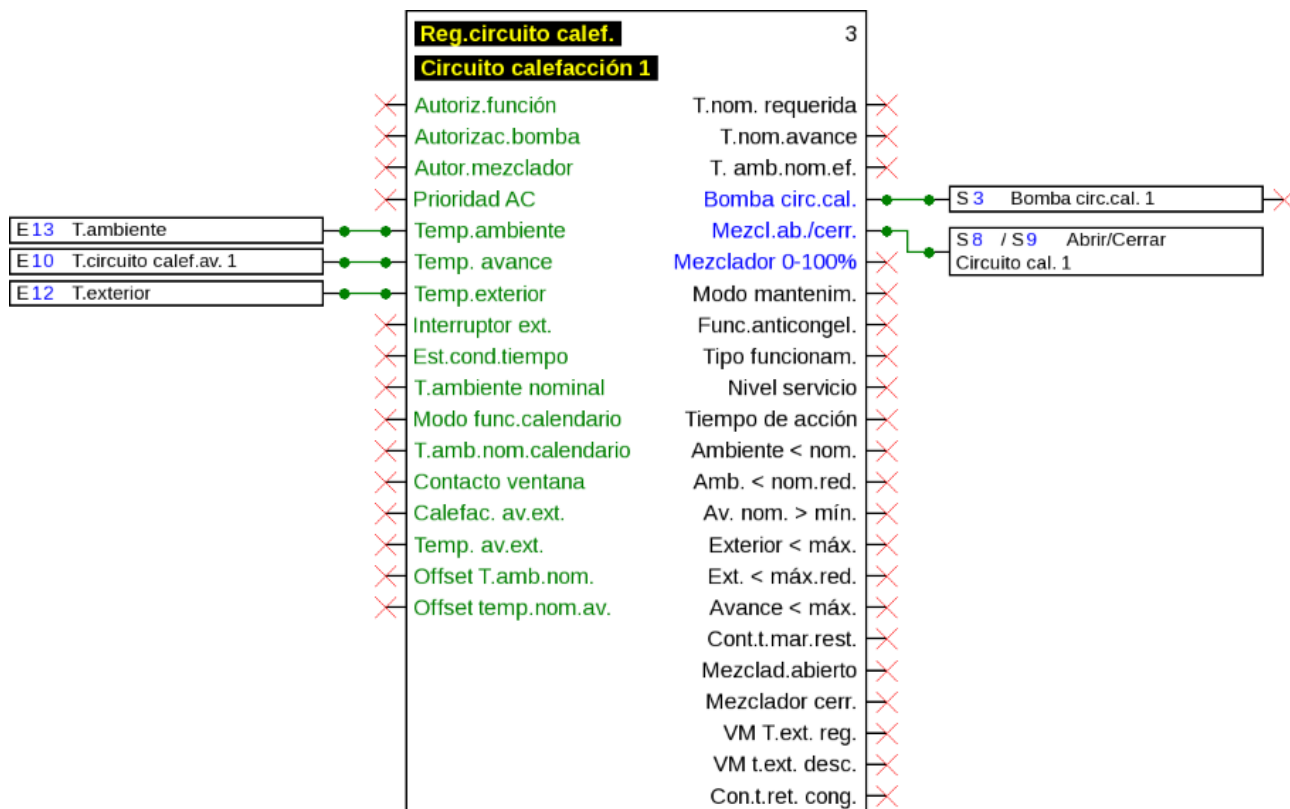 Reg.circuito calef. 3
Circuito calefacción 1
Autoriz.función T.nom. requerida
Autorizac.bomba T.nom.avance
Autor.mezclador T. amb.nom.ef.
Prioridad AC Bomba circ.cal. S 3 Bomba circ.cal. 1
E 13 T.ambiente Temp.ambiente Mezcl.ab./cerr. S 8 / S 9 Abrir/Cerrar
E 10 T.circuito calef.av. 1 Temp. avance Mezclador 0-100% Circuito cal. 1
E 12 T.exterior Temp.exterior Modo mantenim.
Interruptor ext. Func.anticongel.
Est.cond.tiempo Tipo funcionam.
T.ambiente nominal Nivel servicio
Modo func.calendario Tiempo de acción
T.amb.nom.calendario Ambiente < nom.
Contacto ventana Amb. < nom.red.
Calefac. av.ext. Av. nom. > mín.
Temp. av.ext. Exterior < máx.
Offset T.amb.nom. Ext. < máx.red.
Offset temp.nom.av. Avance < máx.
Cont.t.mar.rest.
Mezclad.abierto
Mezclador cerr.
VM T.ext. reg.
VM t.ext. desc.
Con.t.ret. cong.